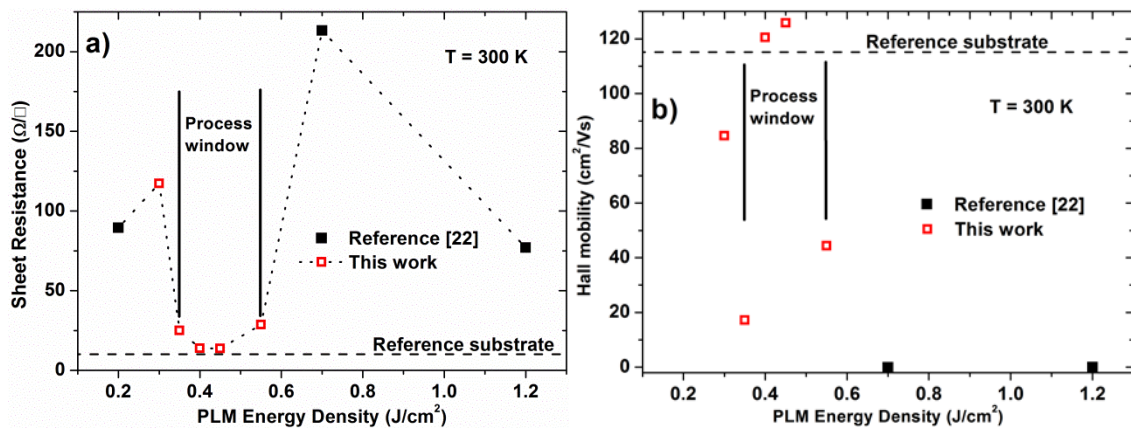 a)
T = 300 K
Process
window
Reference [22]
This work
Reference substrate
Sheet Resistance (Ω/□)
0
50
100
150
200
0.2
0.4
0.6
0.8
1.0
1.2
PLM Energy Density (J/cm²)
b)
Reference substrate
T = 300 K
Process
window
Reference [22]
This work
Hall mobility (cm²/Vs)
0
20
40
60
80
100
120
0.2
0.4
0.6
0.8
1.0
1.2
PLM Energy Density (J/cm²)